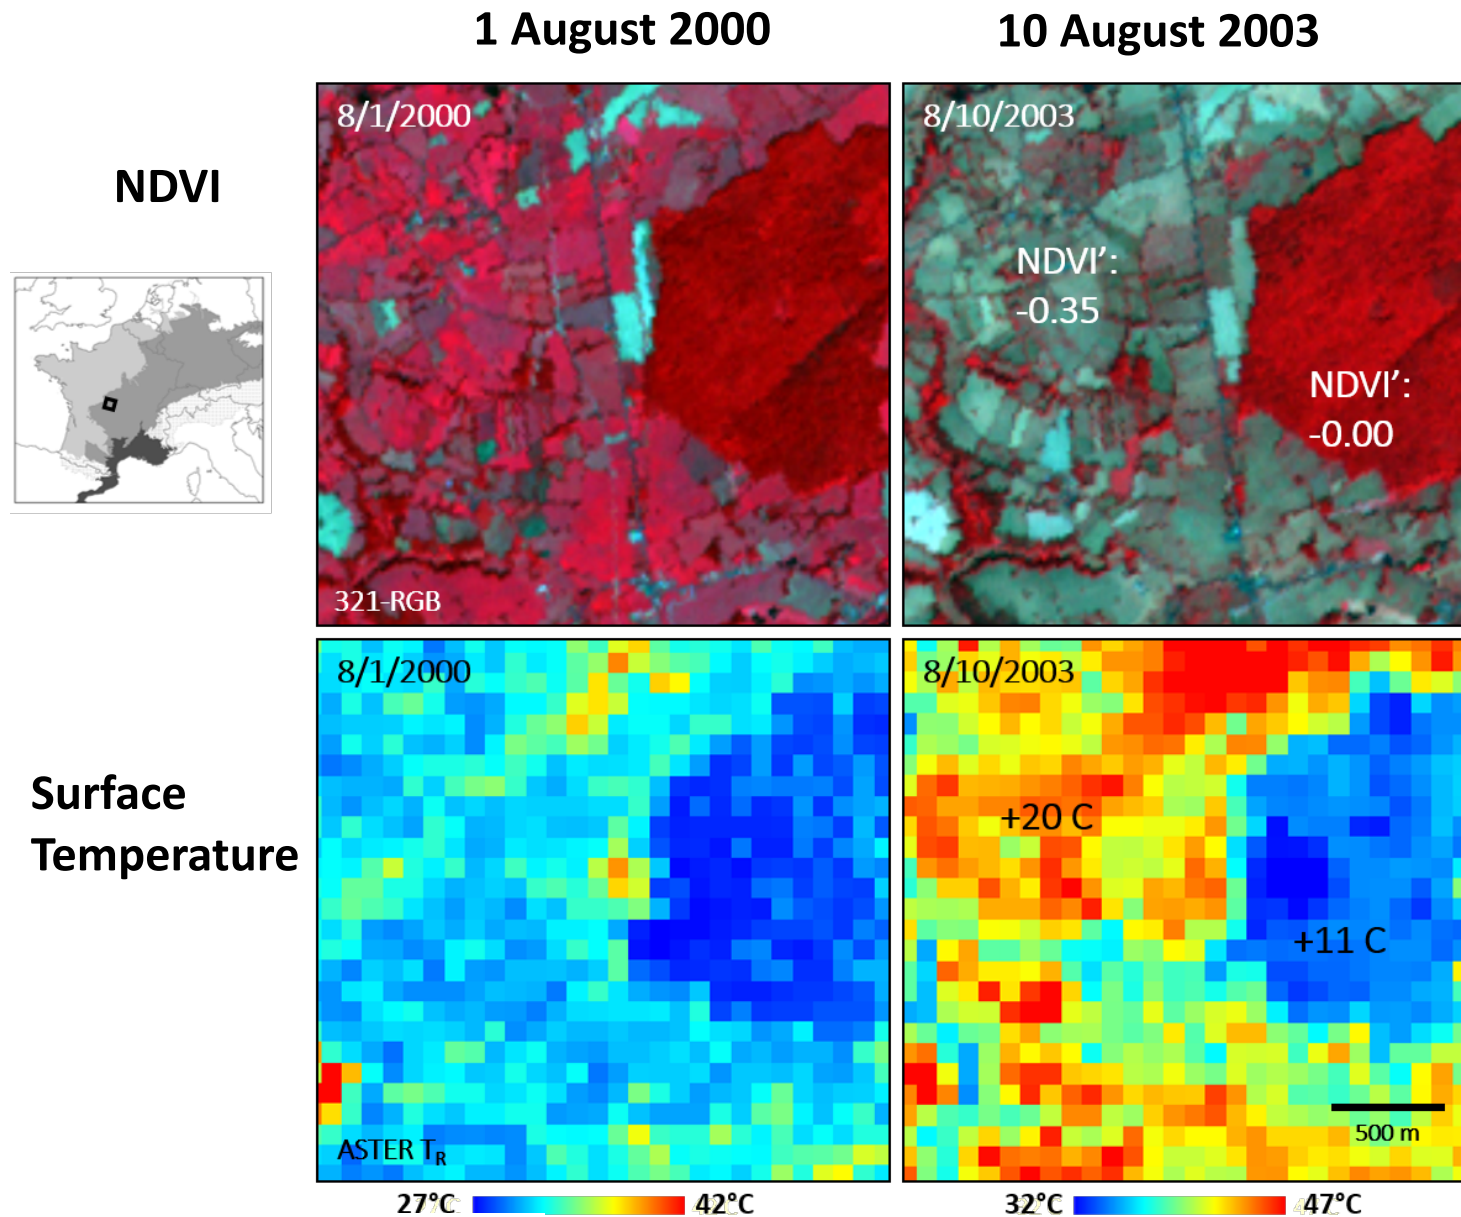 1 August 2000
10 August 2003
NDVI
8/1/2000
321-RGB
8/10/2003
NDVI’:
-0.35
NDVI’:
-0.00
Surface
Temperature
8/1/2000
ASTER TR
8/10/2003
+20 C
+11 C
500 m
27°C
42°C
32°C
47°C